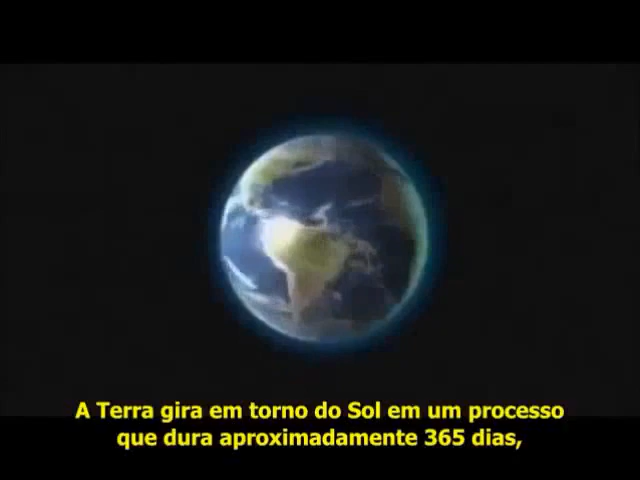 A Terra gira em torno do Sol em um processo
que dura aproximadamente 365 dias,